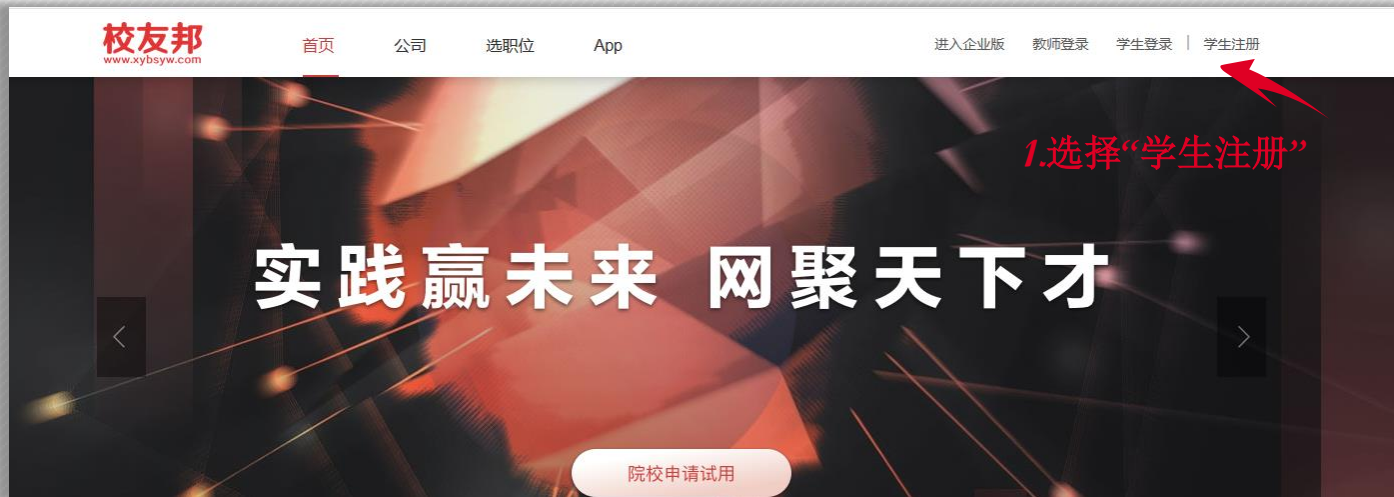 校友邦
www.xybsyw.com
首页 公司 选职位 App
进入企业版 教师登录 学生登录 | 学生注册
1.选择“学生注册”
实践赢未来 网聚天下才
院校申请试用